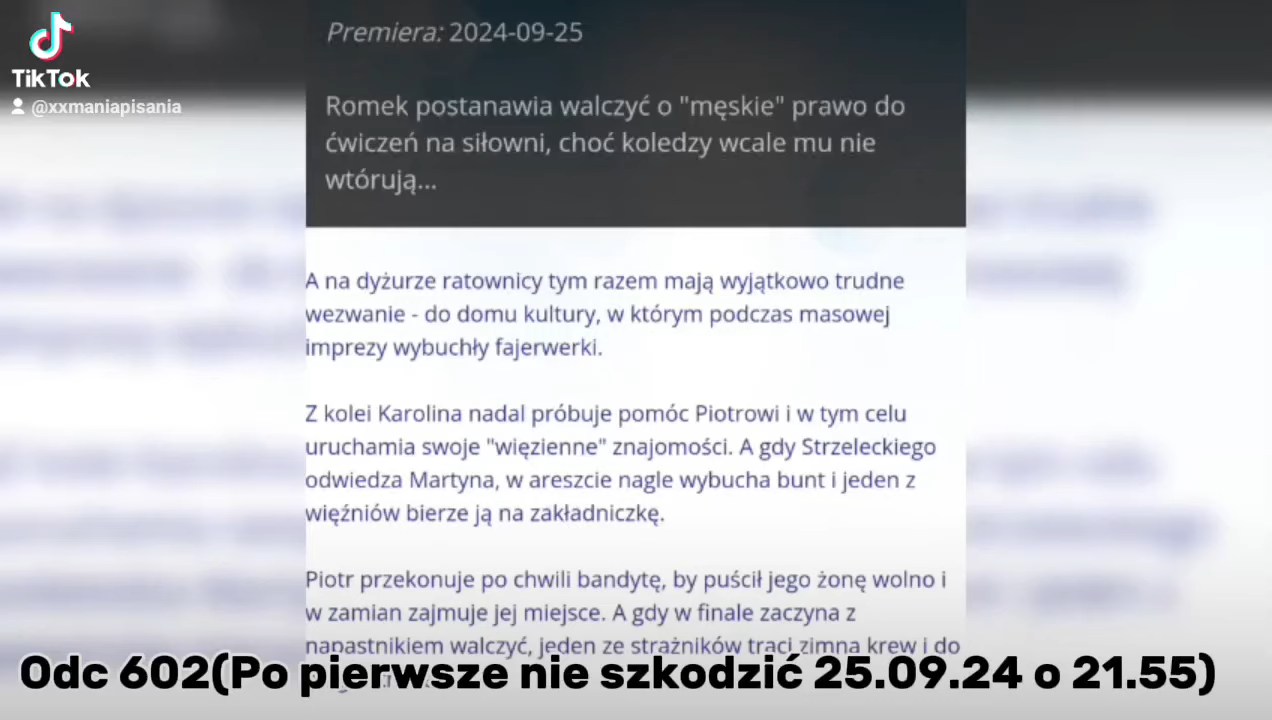 TikTok
@xxmaniapisania
Premiera: 2024-09-25
Romek postanawia walczyć o "męskie" prawo do
ćwiczeń na siłowni, choć koledzy wcale mu nie
wtórują...
A na dyżurze ratownicy tym razem mają wyjątkowo trudne
wezwanie - do domu kultury, w którym podczas masowej
imprezy wybuchły fajerwerki.
Z kolei Karolina nadal próbuje pomóc Piotrowi i w tym celu
uruchamia swoje "więzienne" znajomości. A gdy Strzeleckiego
odwiedza Martyna, w areszcie nagle wybucha bunt i jeden z
więźniów bierze ją na zakładniczkę.
Piotr przekonuje po chwili bandytę, by puścił jego żonę wolno i
w zamian zajmuje jej miejsce. A gdy w finale zaczyna z
napastnikiem walczyć, jeden ze strażników traci zimną krew i do
Odc 602(Po pierwsze nie szkodzić 25.09.24 o 21.55)